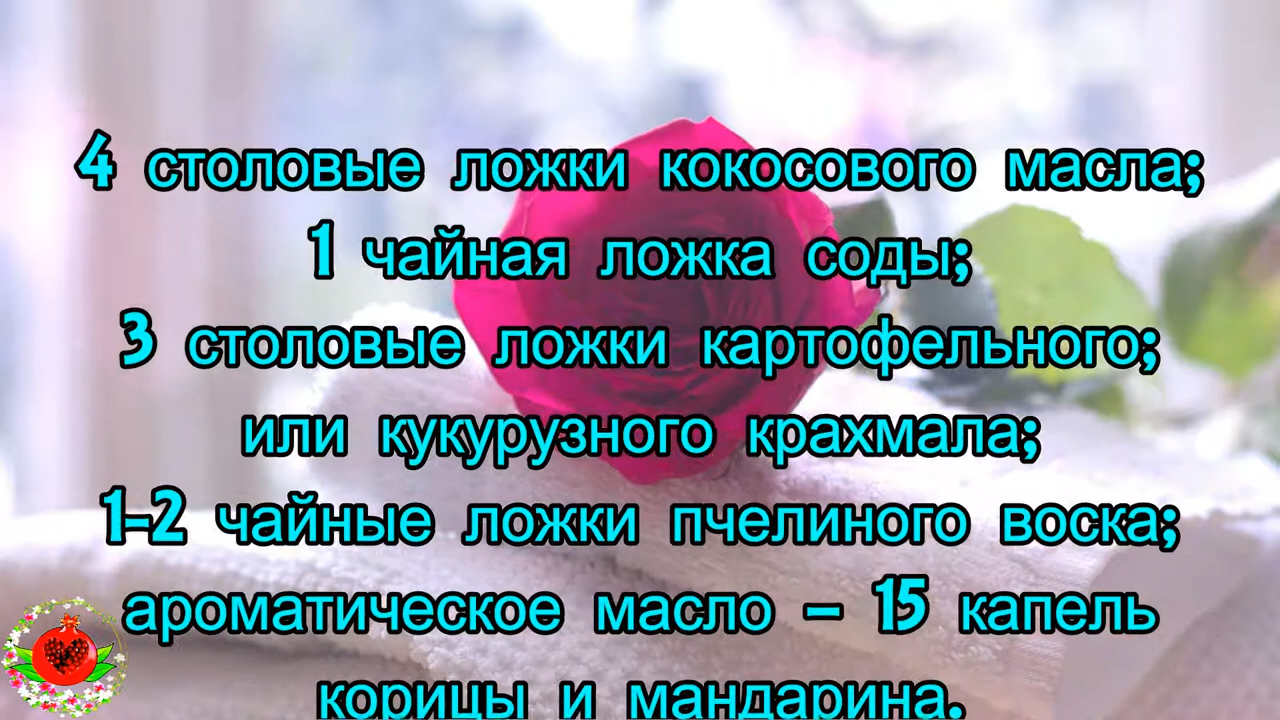 4 столовые ложки кокосового масла;
1 чайная ложка соды;
3 столовые ложки картофельного;
или кукурузного крахмала;
1-2 чайные ложки пчелиного воска;
ароматическое масло – 15 капель
корицы и мандарина.